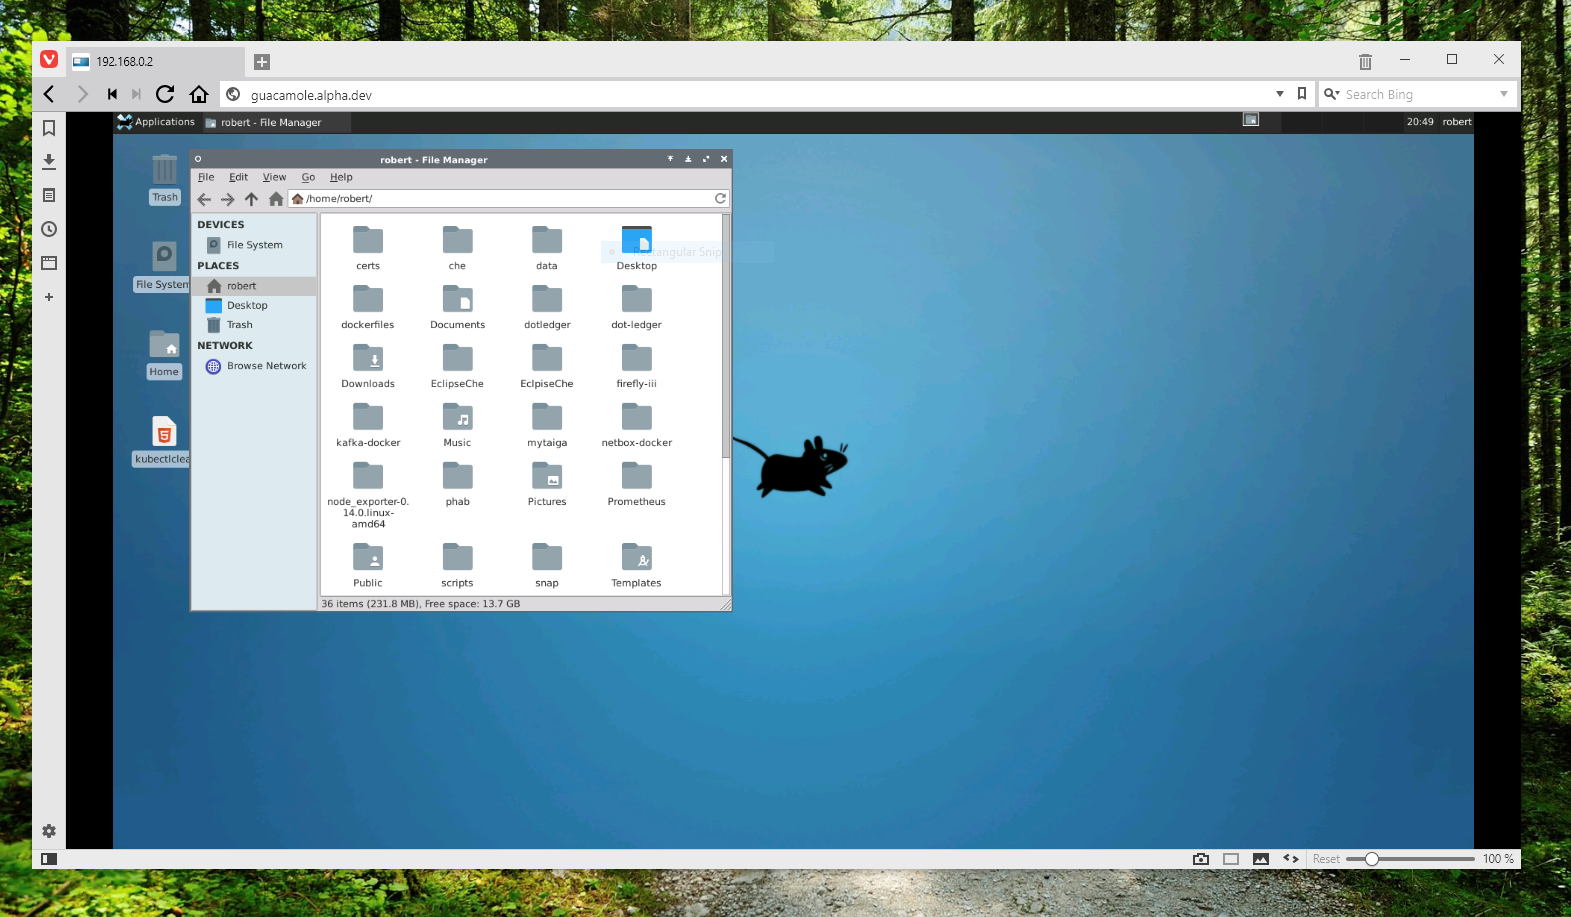 192.168.0.2
guacamole.alpha.dev
Search Bing
Applications
robert - File Manager
20:49 robert
Trash
File System
Home
kubectlclea
robert - File Manager
File Edit View Go Help
/home/robert/
DEVICES
File System
PLACES
robert
Desktop
Trash
NETWORK
Browse Network
certs che data Desktop
Rectangular Snip
dockerfiles Documents dotledger dot-ledger
Downloads EclipseChe EclpiseChe firefly-iii
kafka-docker Music mytaiga netbox-docker
node_exporter-0.
14.0.linux-
amd64
phab Pictures Prometheus
Public scripts snap Templates
36 items (231.8 MB), Free space: 13.7 GB
Reset 100 %